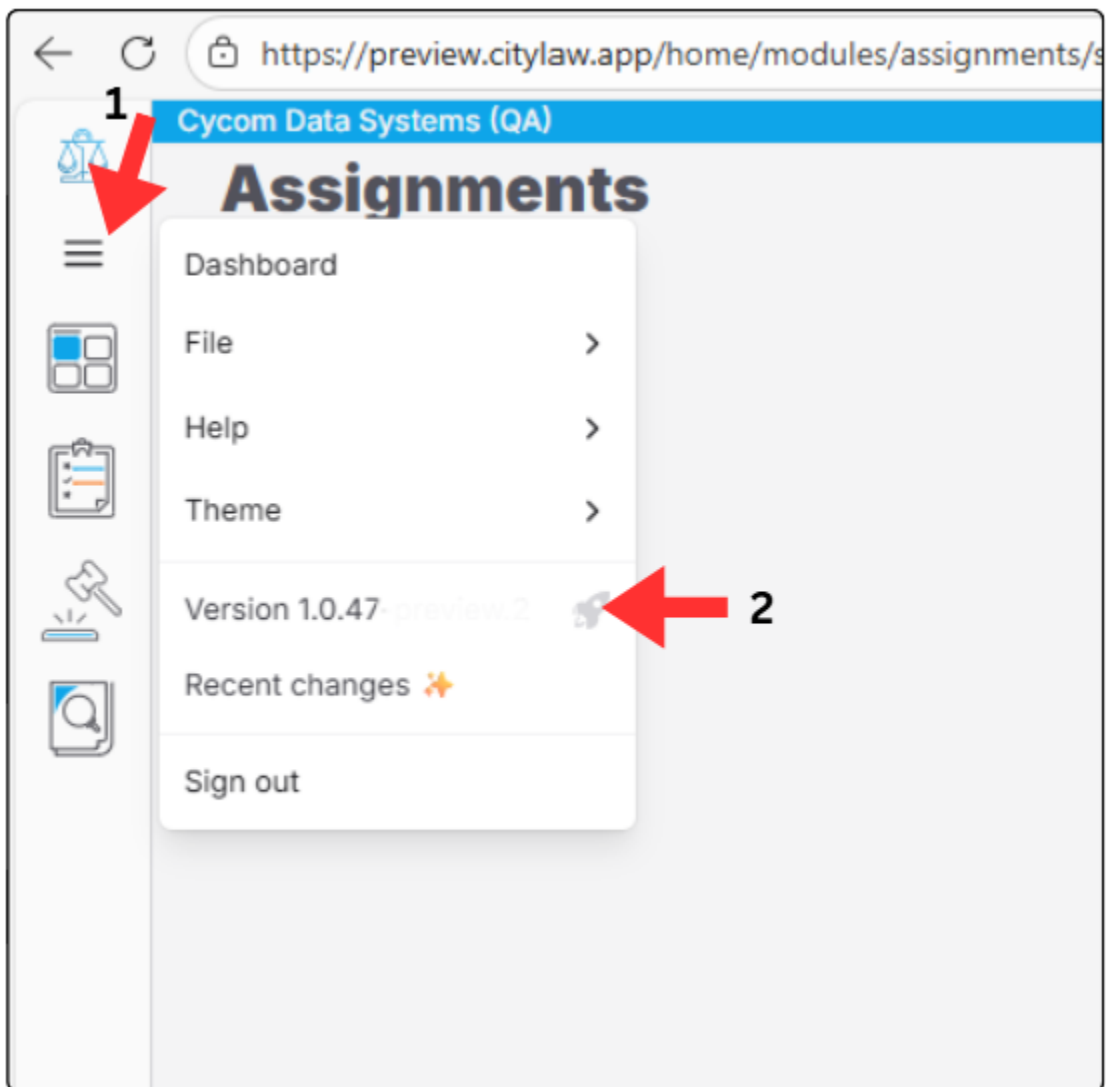 https://preview.citylaw.app/home/modules/assignments/s
1
Cycom Data Systems (QA)
Assignments
Dashboard
File
Help
Theme
Version 1.0.47-preview.2
2
Recent changes ✨
Sign out